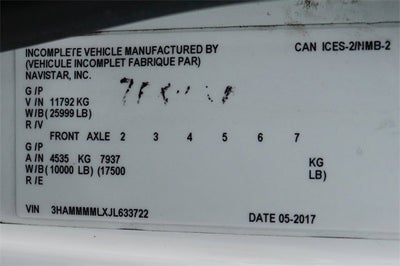 INCOMPLETE VEHICLE MANUFACTURED BY CAN ICES-2/NMB-2
(VEHICULE INCOMPLET FABRIQUE PAR)
NAVISTAR, INC.
G/P
V/N 11792 KG
W/B( 25999 LB)
R/V
FRONT AXLE 2 3 4 5 6 7
G/P
A/N 4535 KG 7937 KG
W/B( 10000 LB) (17500 LB)
R/E
VIN 3HAMMMMLXJL633722 DATE 05-2017